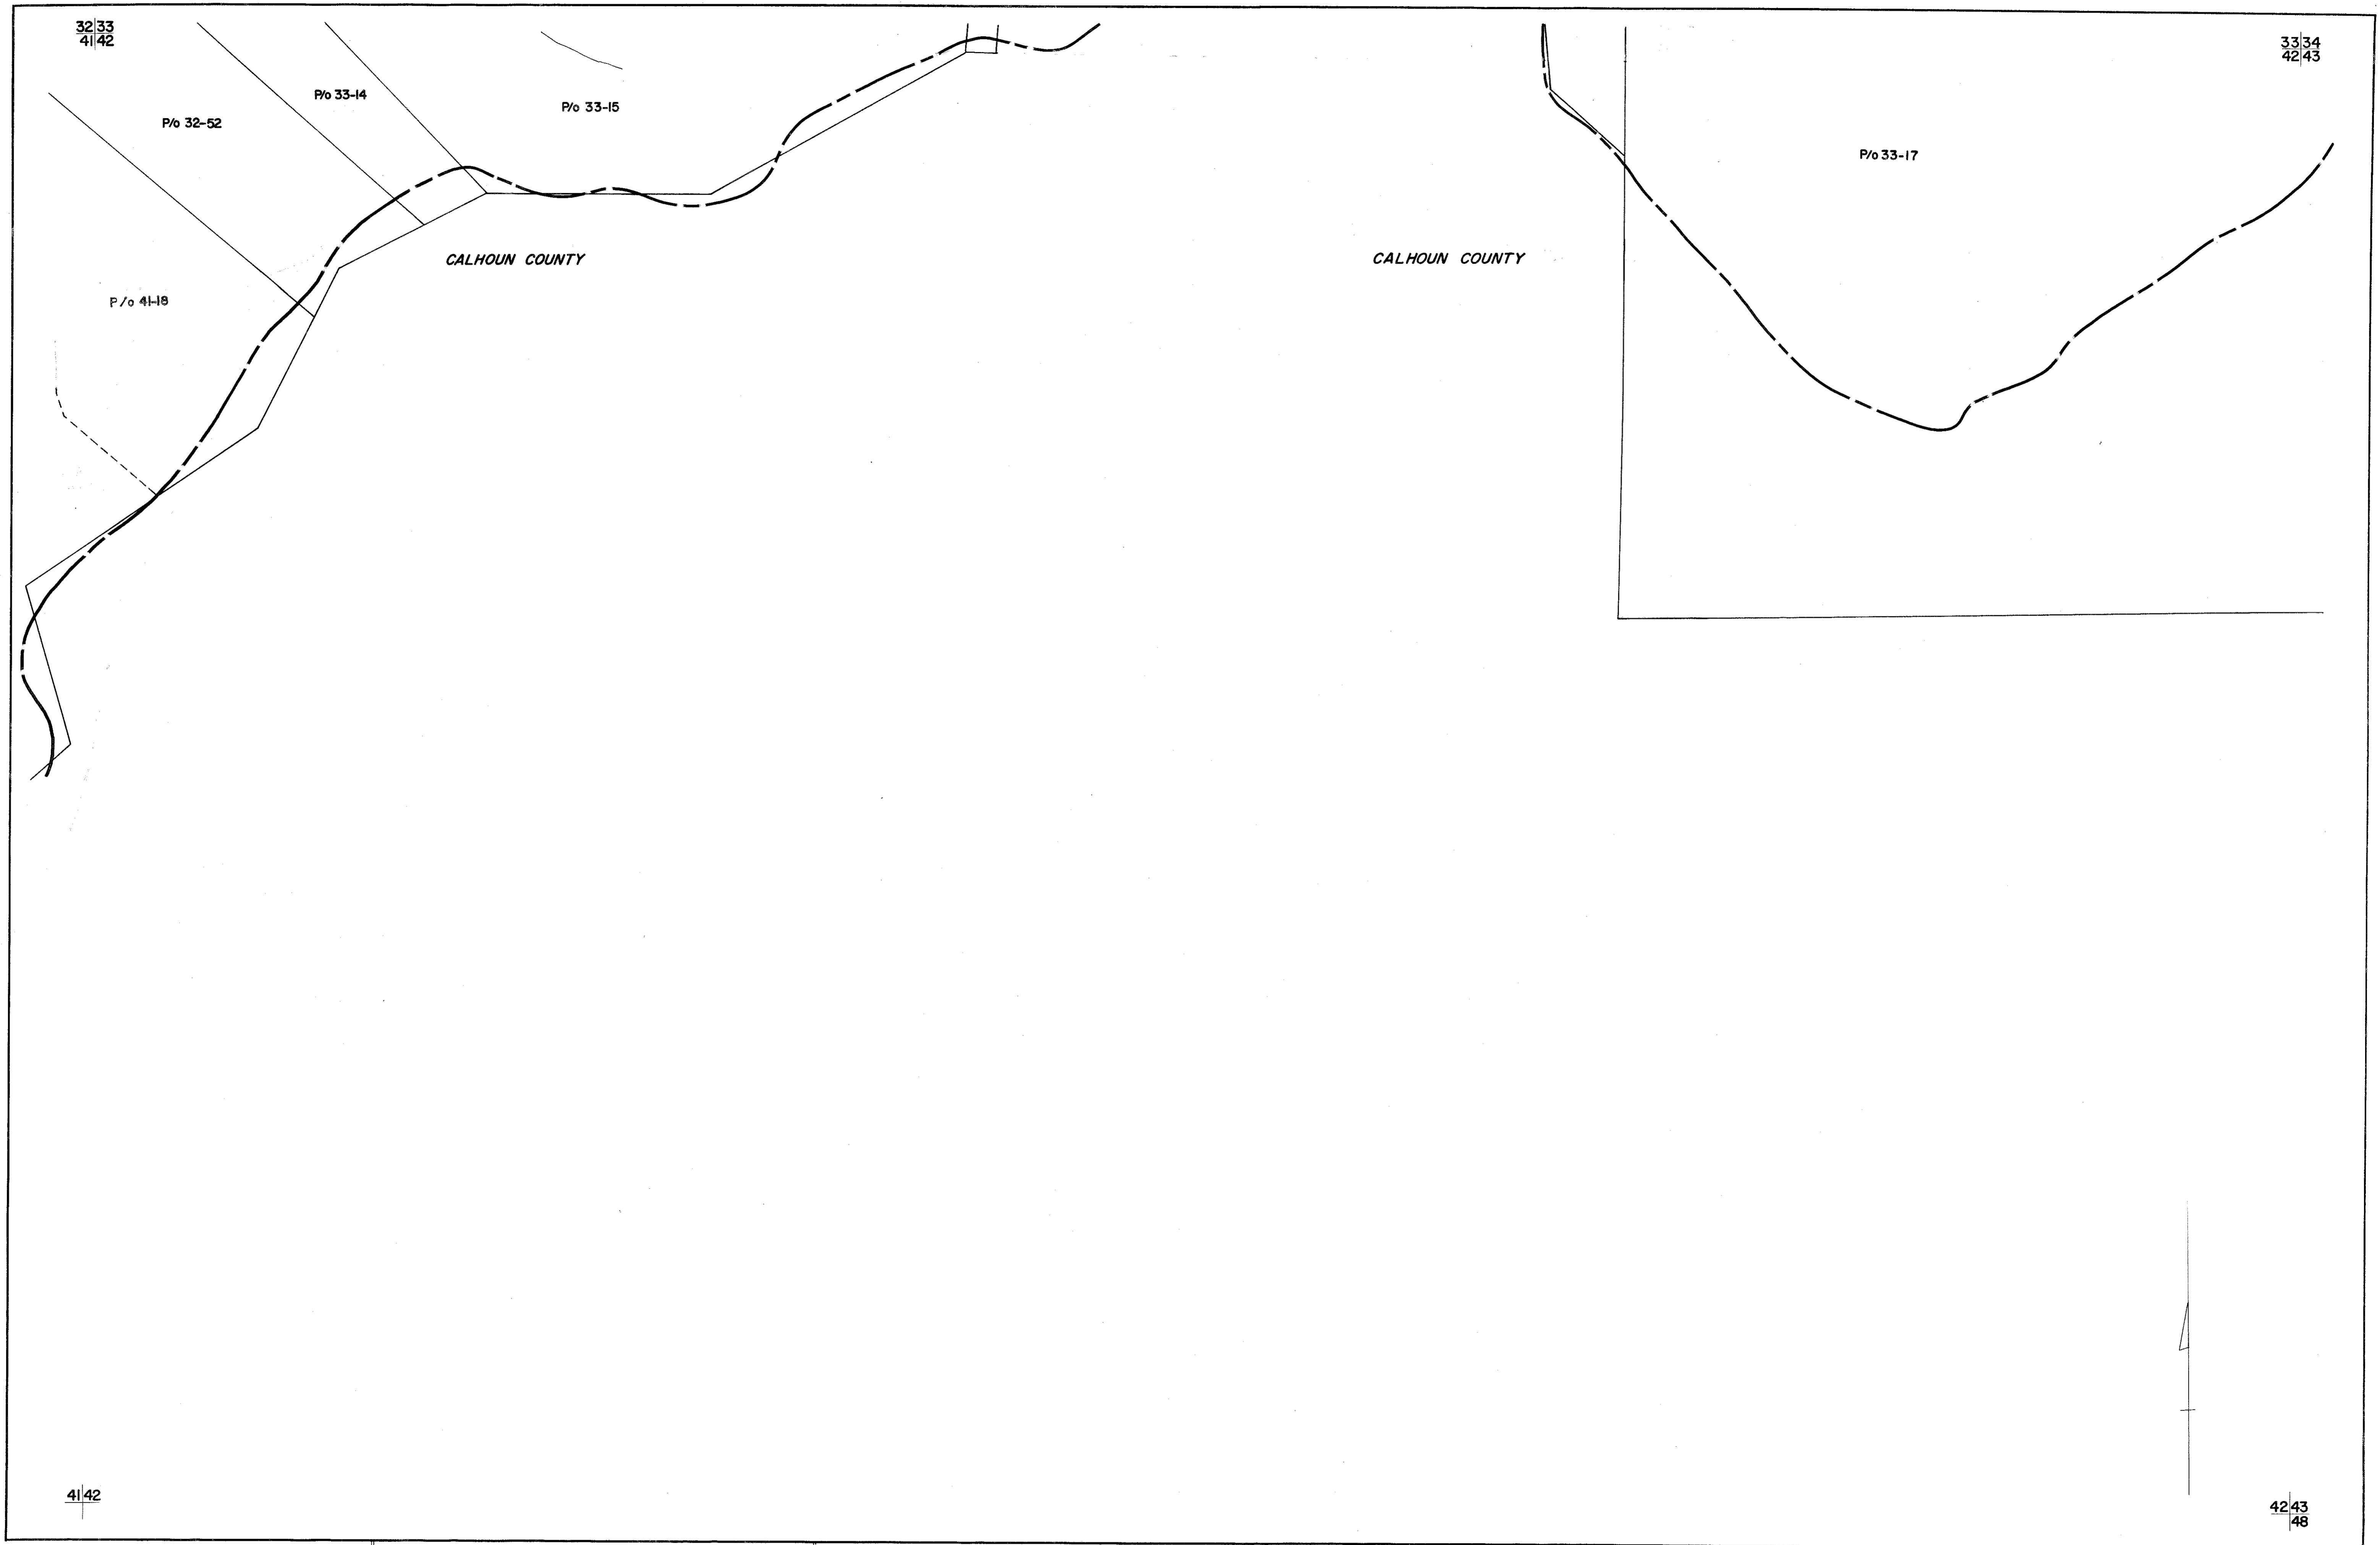 32 33
41 42
33 34
42 43
P/o 33-14
P/o 33-15
P/o 32-52
P/o 33-17
CALHOUN COUNTY
CALHOUN COUNTY
P/o 41-18
41 42
42 43
48